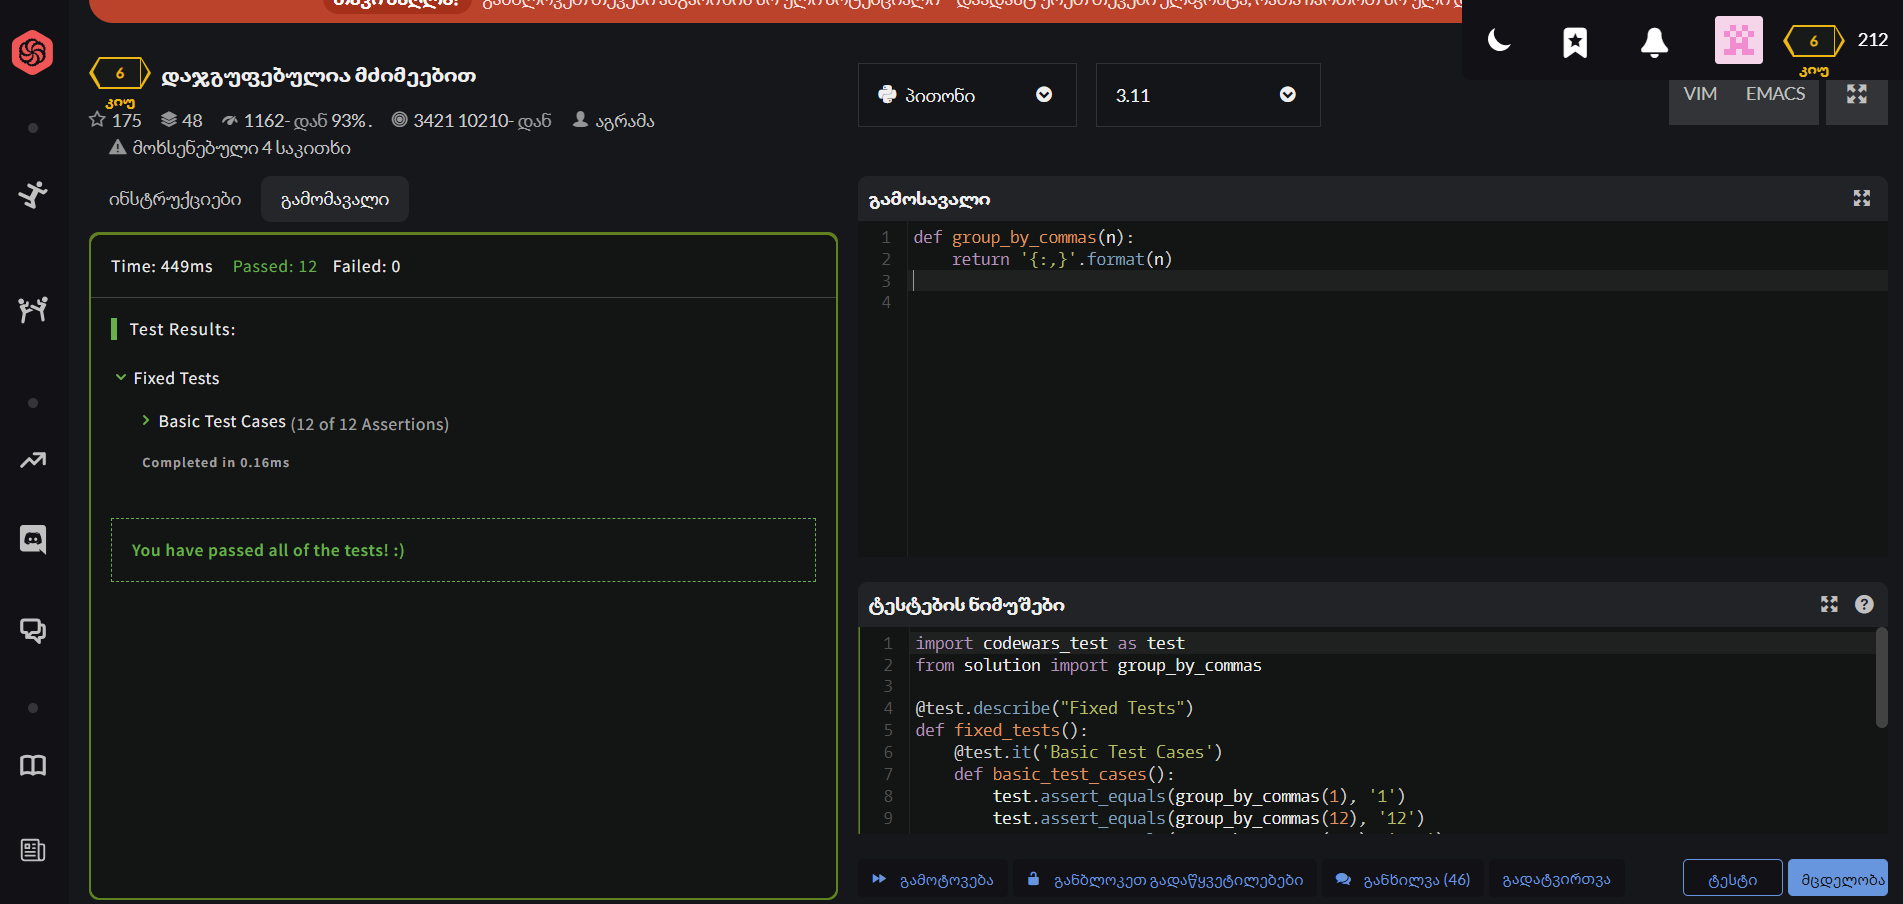 6 კიუ დაჯგუფებულია მძიმეებით
175 48 1162- დან 93% . 3421 10210- დან აგრამა
მოხსენებული 4 საკითხი
პითონი
3.11
6 კიუ 212
VIM EMACS
ინსტრუქციები გამომავალი
Time: 449ms Passed: 12 Failed: 0
Test Results:
Fixed Tests
Basic Test Cases (12 of 12 Assertions)
Completed in 0.16ms
You have passed all of the tests! :)
გამოსავალი
1 def group_by_commas(n):
2 return '{:,}'.format(n)
3
4
ტესტების ნიმუშები
1 import codewars_test as test
2 from solution import group_by_commas
3
4 @test.describe("Fixed Tests")
5 def fixed_tests():
6 @test.it('Basic Test Cases')
7 def basic_test_cases():
8 test.assert_equals(group_by_commas(1), '1')
9 test.assert_equals(group_by_commas(12), '12')
გამოტოვება განბლოკეთ გადაწყვეტილებები განხილვა (46) გადატვირთვა ტესტი მცდელობა